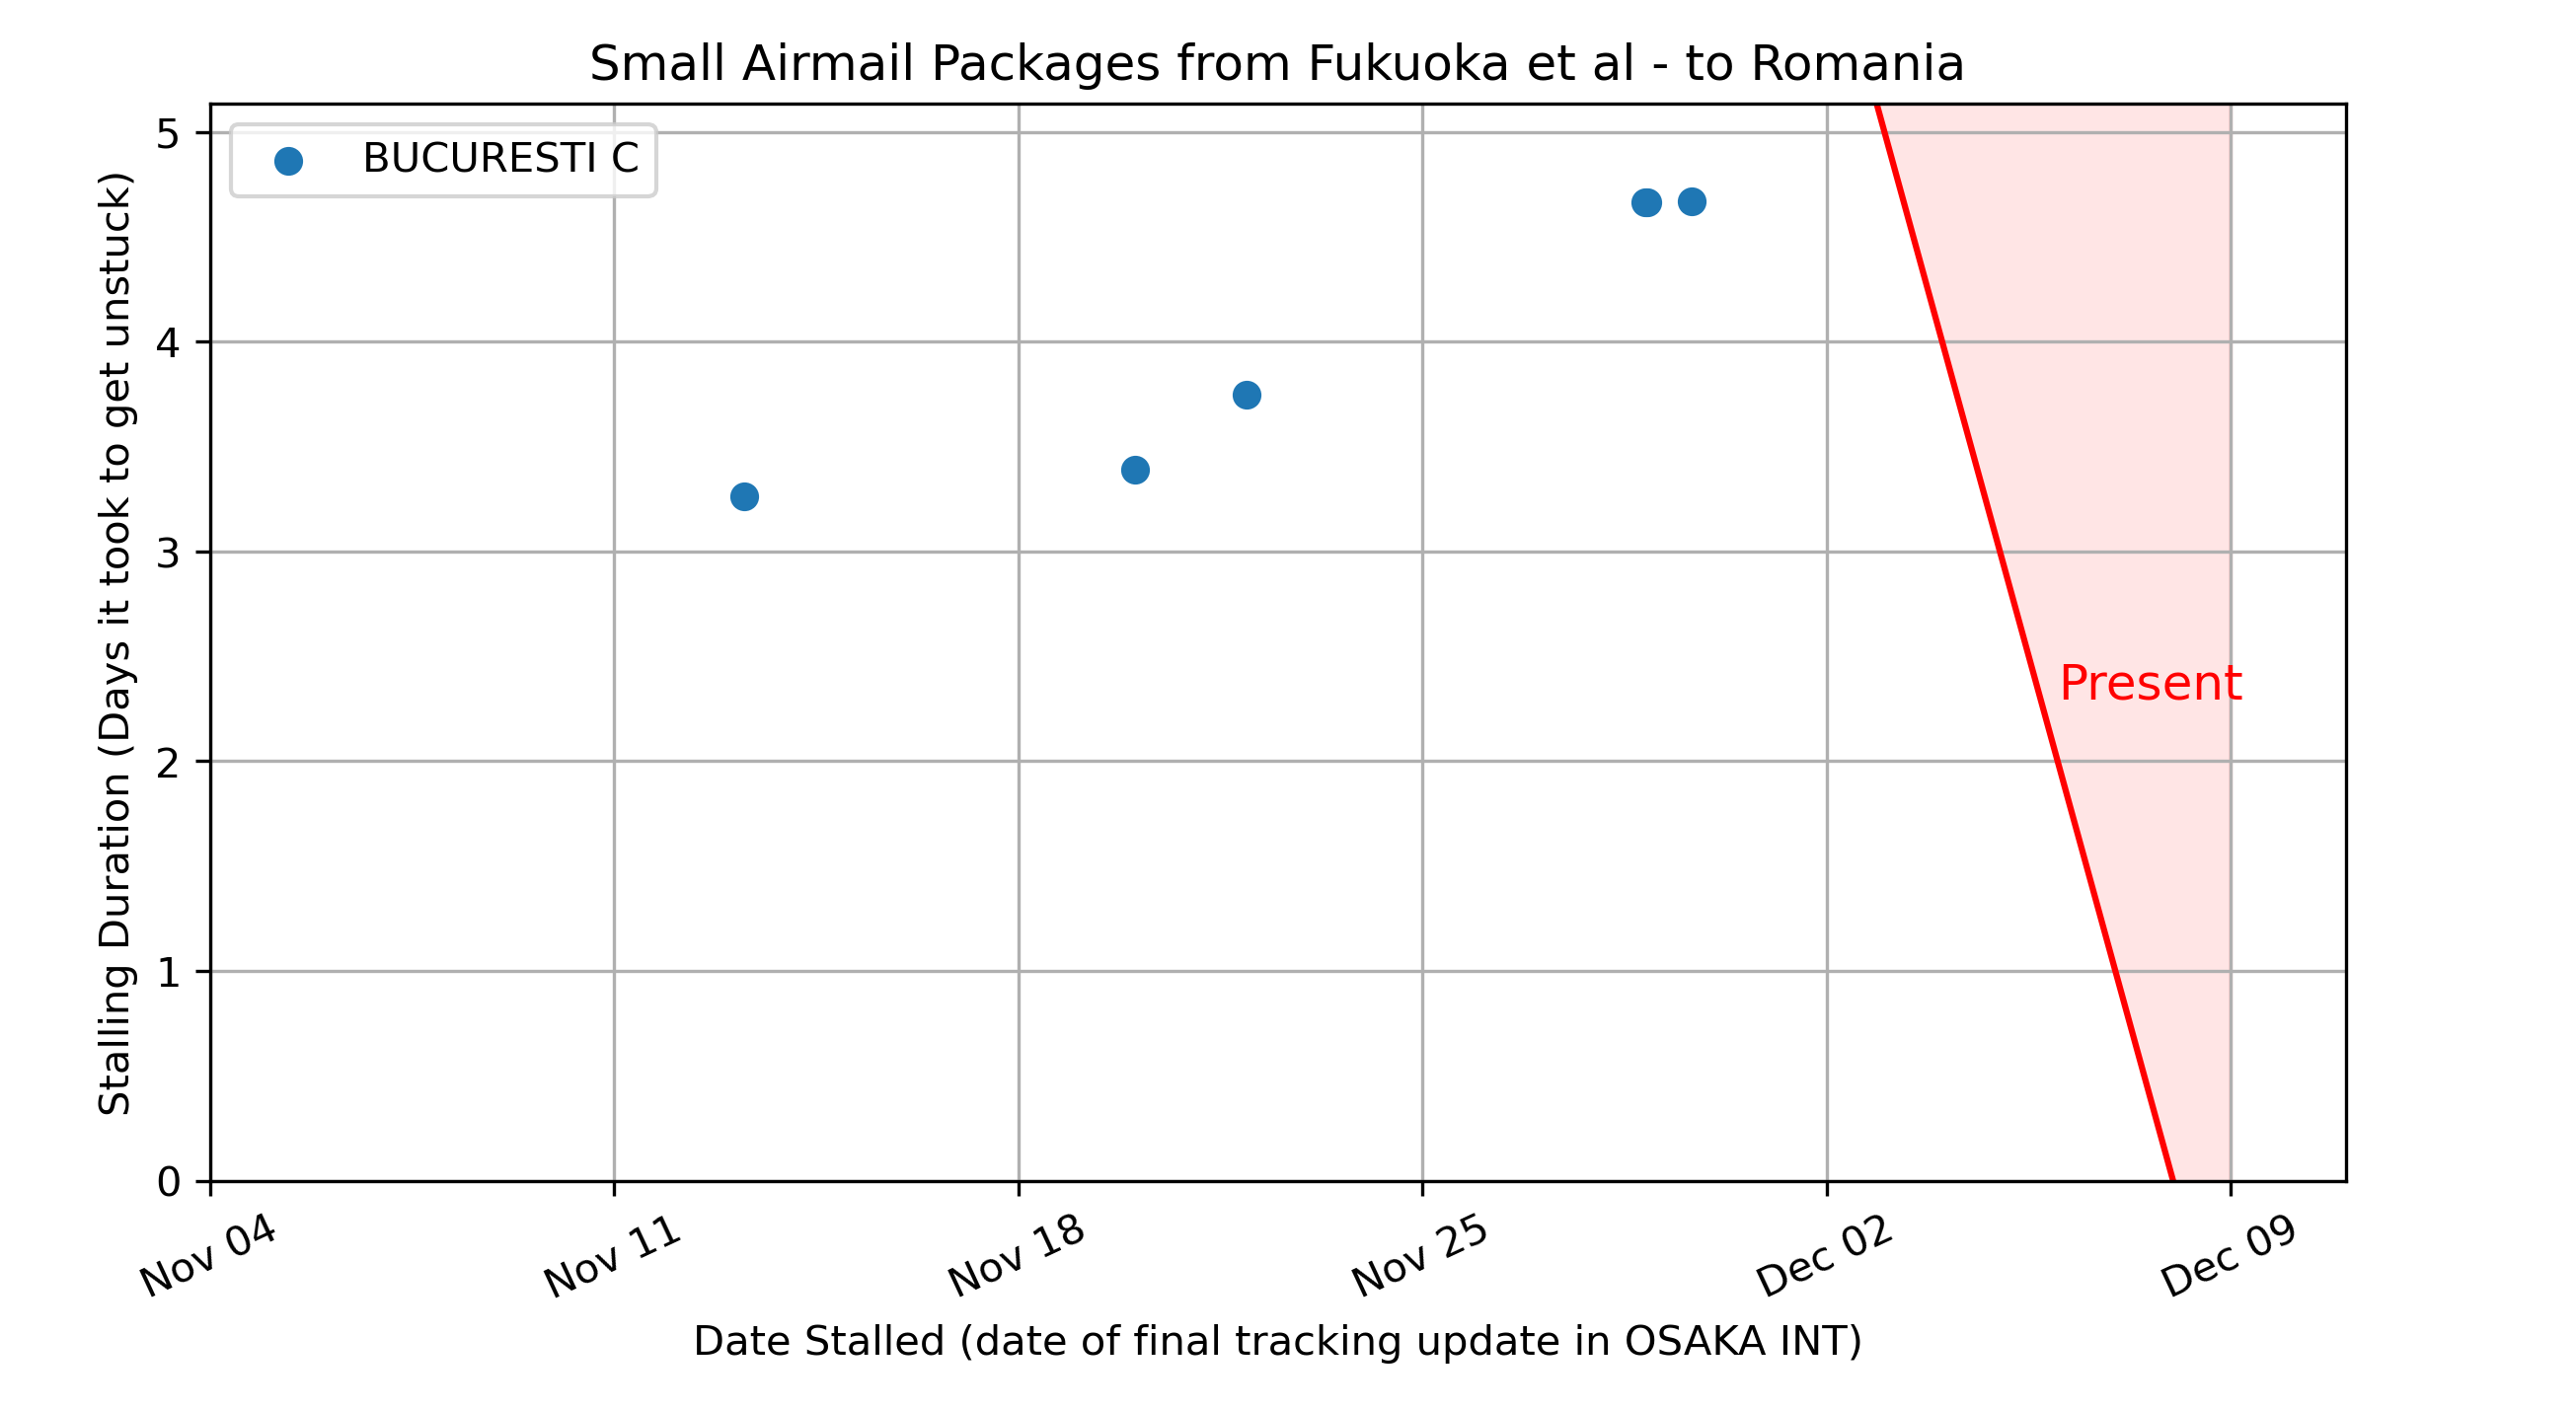 Small Airmail Packages from Fukuoka et al - to Romania
BUCURESTI C
Stalling Duration (Days it took to get unstuck)
5
4
3
2
1
0
Present
Nov 04
Nov 11
Nov 18
Nov 25
Dec 02
Dec 09
Date Stalled (date of final tracking update in OSAKA INT)